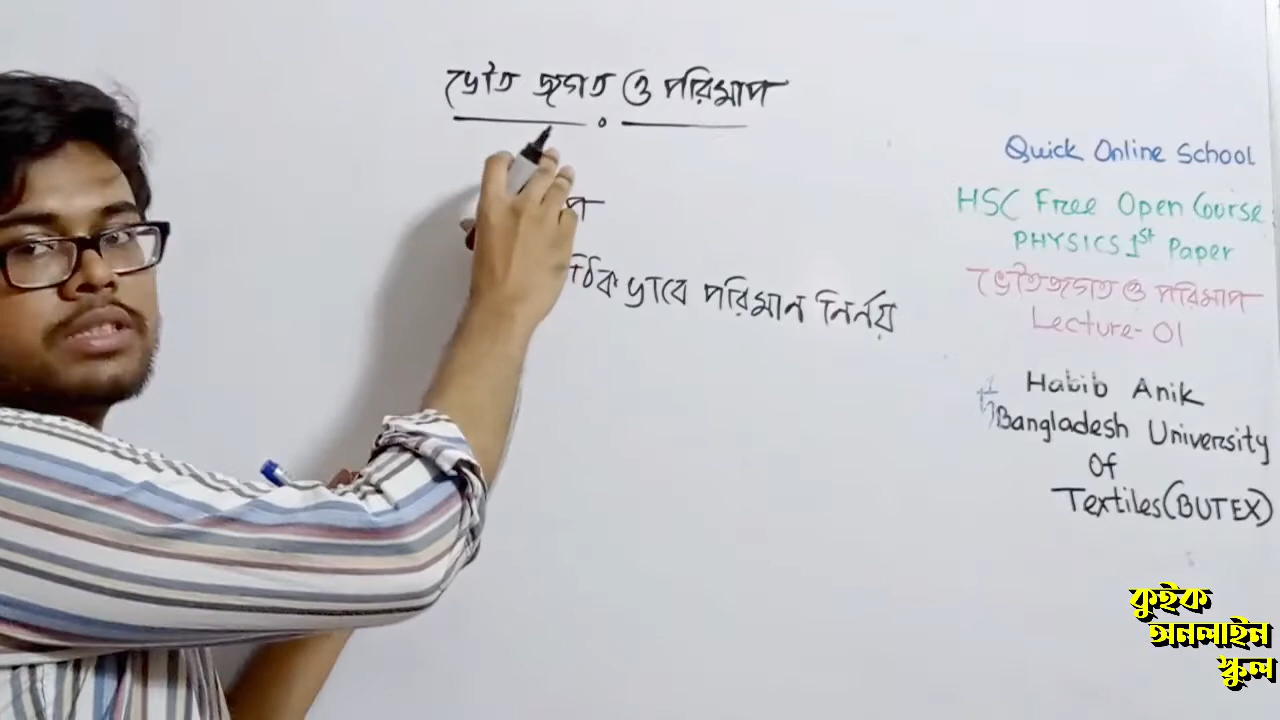 ভৌত জগত ও পরিমাপ
ভাবে পরিমান নির্নয়
Quick Online School
HSC Free Open Course
PHYSICS 1st Paper
ভৌতজগত ও পরিমাপ
Lecture-01
Habib Anik
Bangladesh University
Of
Textiles(BUTEX)
কুইক
অনলাইন
স্কুল